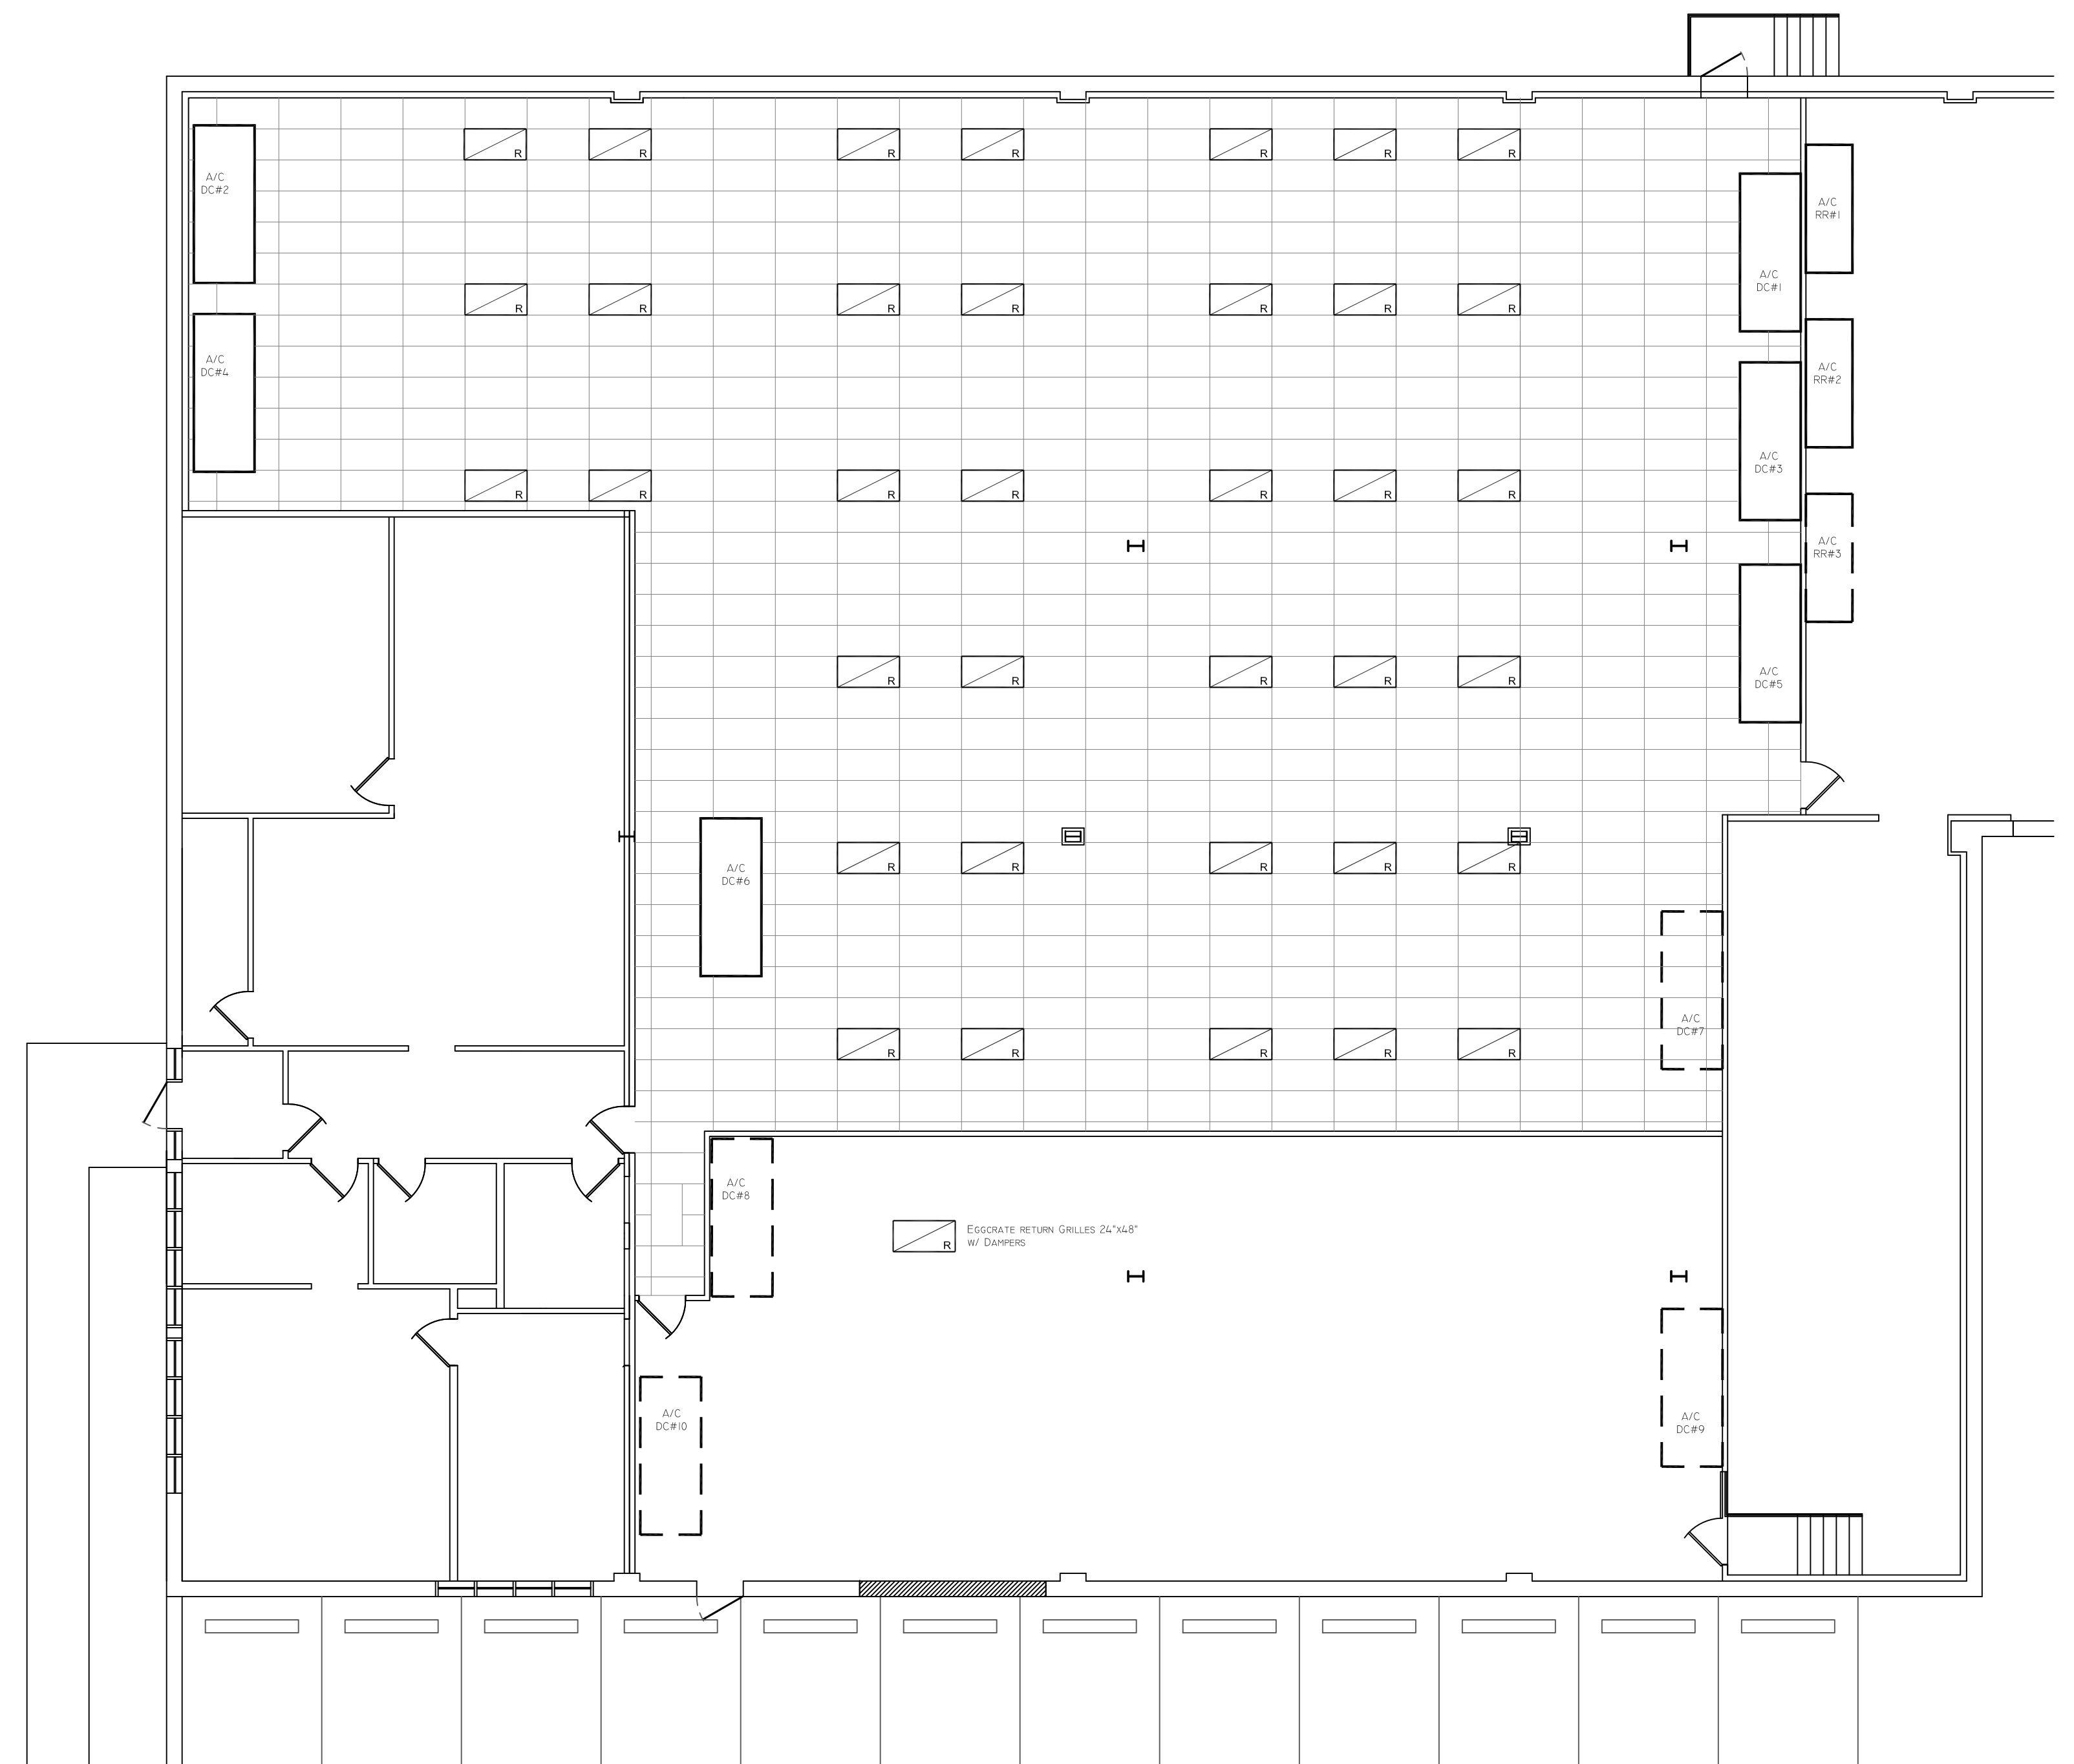 R R R R R R R
A/C
DC#2
A/C
RR#1
A/C
DC#1
R R R R R R R
A/C
DC#4
A/C
RR#2
A/C
DC#3
R R R R R R R
A/C
RR#3
A/C
DC#5
R R R R R
R R R R R
A/C
DC#6
A/C
DC#7
R R R R R
A/C
DC#8
R
EGGCRATE RETURN GRILLES 24"X48"
W/ DAMPERS
A/C
DC#10
A/C
DC#9